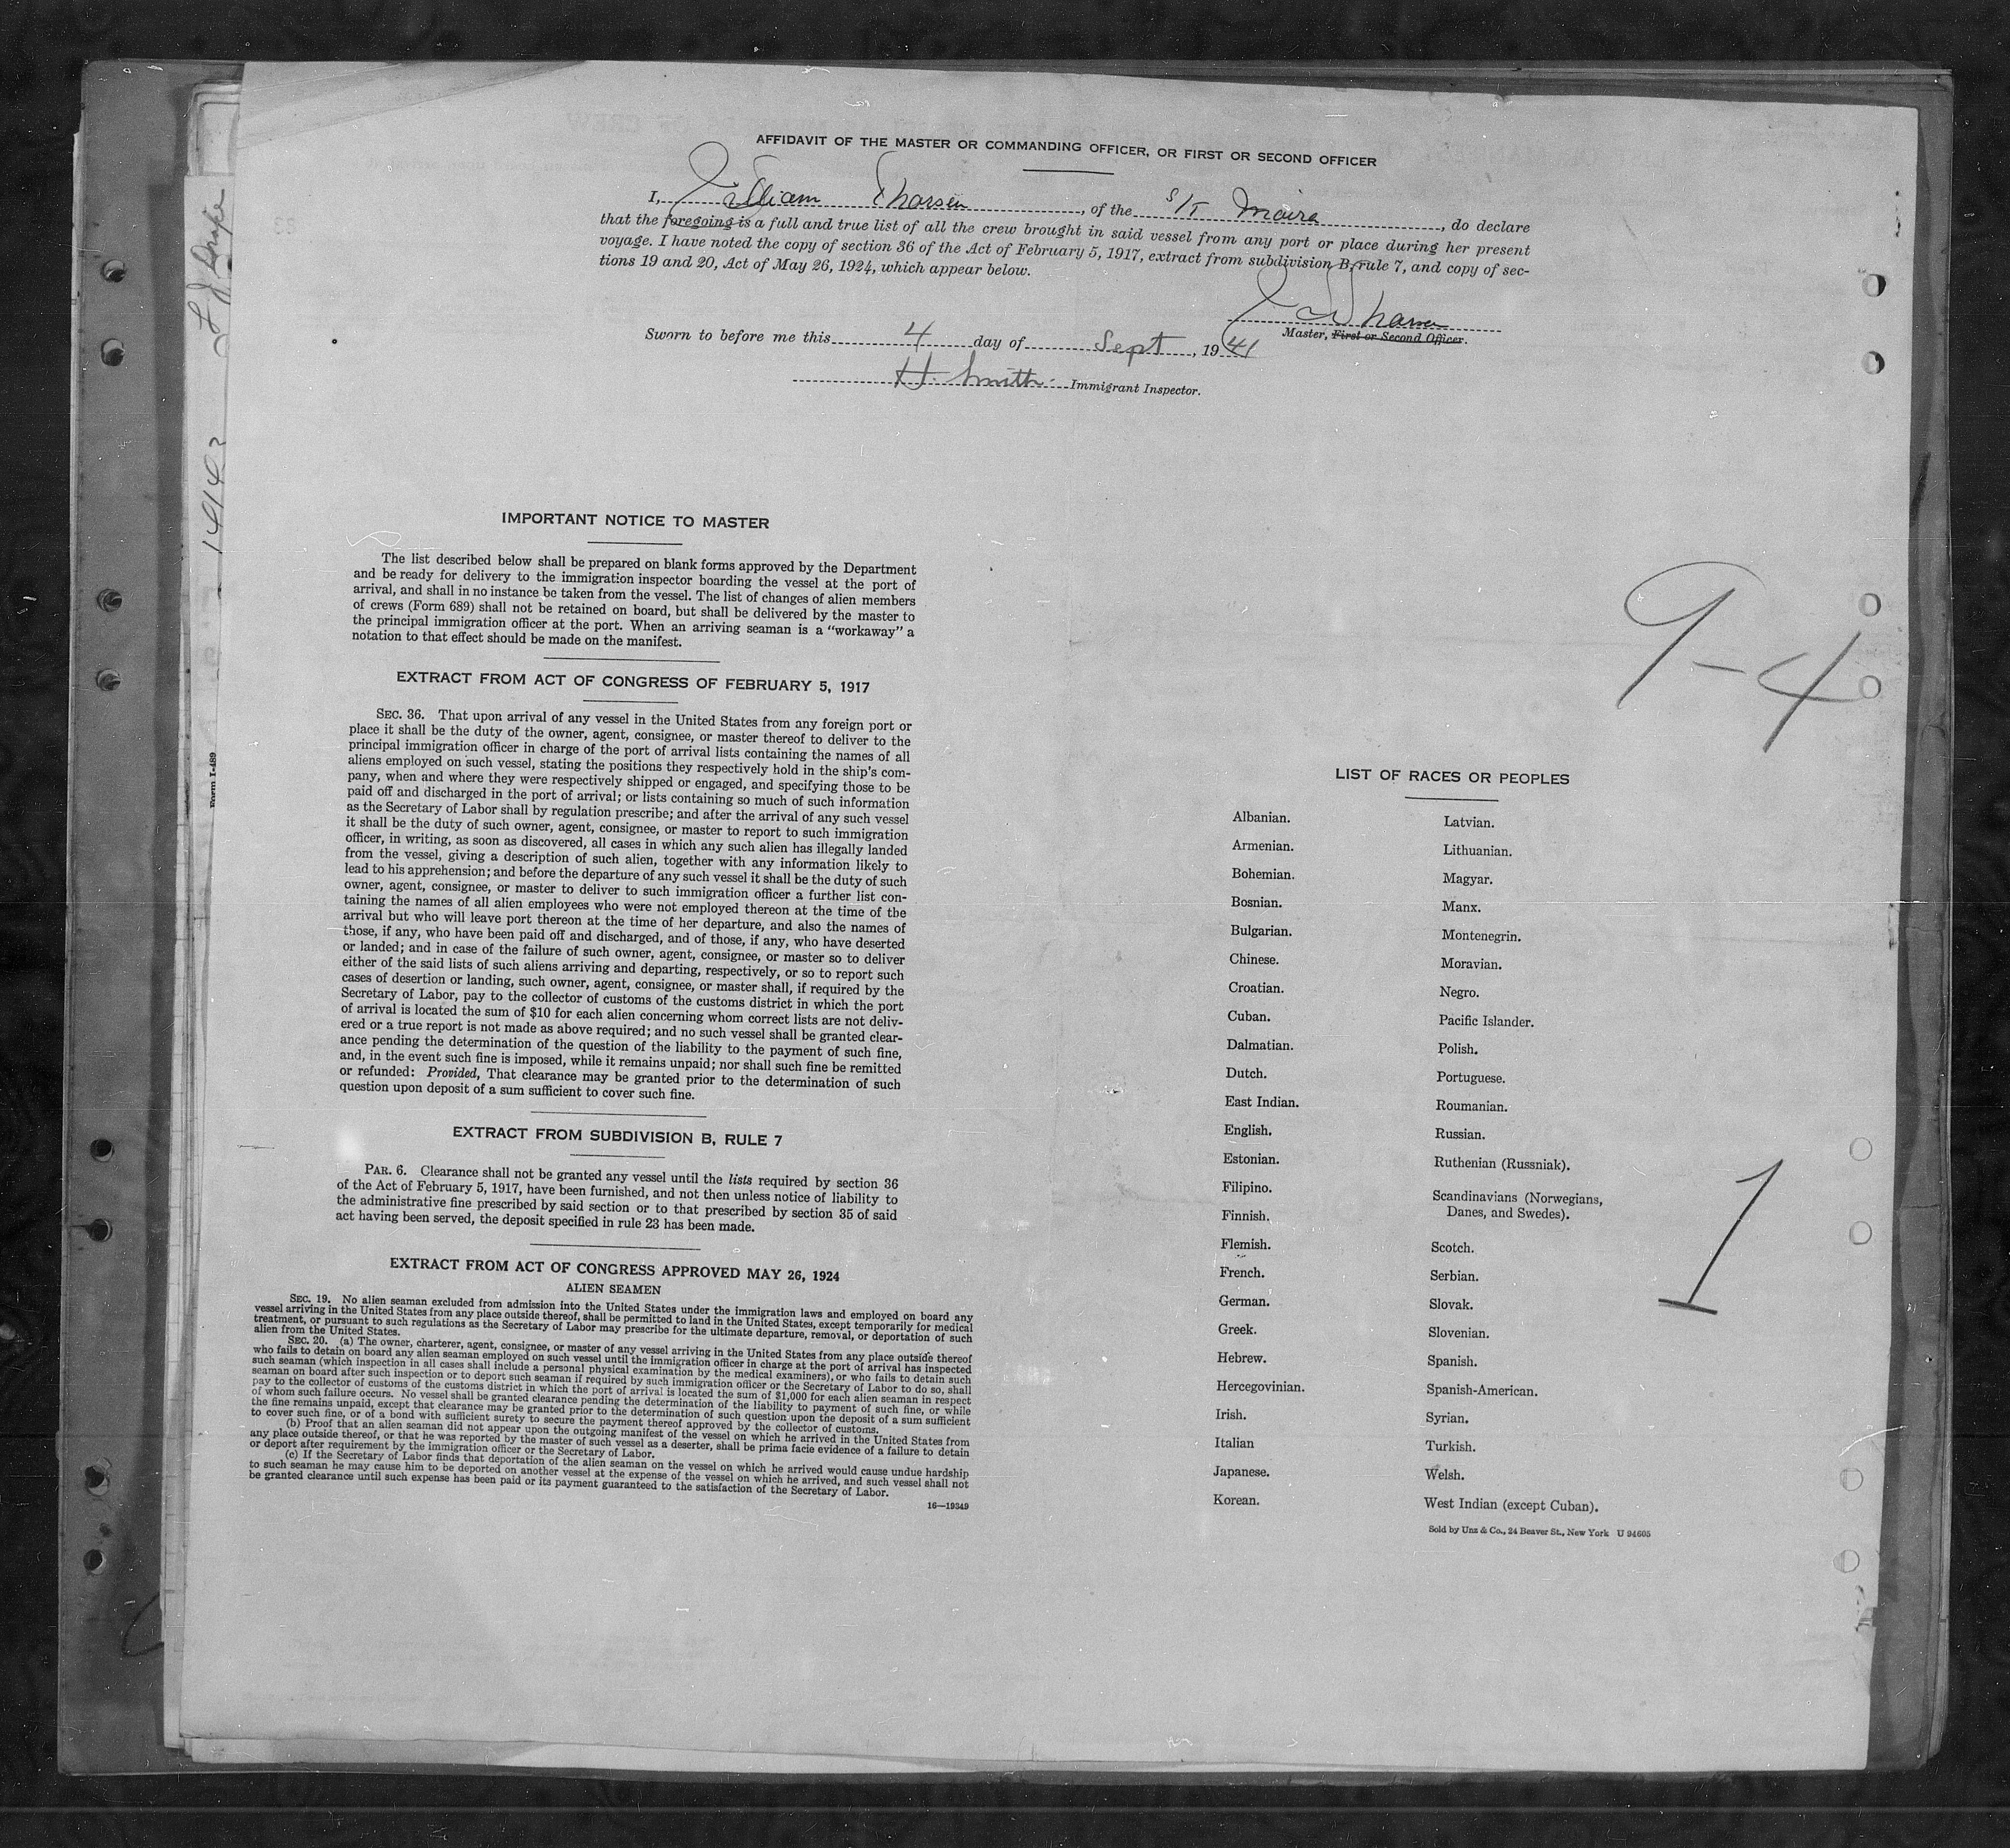 AFFIDAVIT OF THE MASTER OR COMMANDING OFFICER, OR FIRST OR SECOND OFFICER
I, William Tharsen, of the S/T Moira, do declare
that the foregoing is a full and true list of all the crew brought in said vessel from any port or place during her present
voyage. I have noted the copy of section 36 of the Act of February 5, 1917, extract from subdivision B, rule 7, and copy of sec-
tions 19 and 20, Act of May 26, 1924, which appear below.
Master, First or Second Officer.
Sworn to before me this 4 day of Sept, 1941
H. Smith Immigrant Inspector.
IMPORTANT NOTICE TO MASTER
The list described below shall be prepared on blank forms approved by the Department
and be ready for delivery to the immigration inspector boarding the vessel at the port of
arrival, and shall in no instance be taken from the vessel. The list of changes of alien members
of crews (Form 689) shall not be retained on board, but shall be delivered by the master to
the principal immigration officer at the port. When an arriving seaman is a "workaway" a
notation to that effect should be made on the manifest.
EXTRACT FROM ACT OF CONGRESS OF FEBRUARY 5, 1917
SEC. 36. That upon arrival of any vessel in the United States from any foreign port or
place it shall be the duty of the owner, agent, consignee, or master thereof to deliver to the
principal immigration officer in charge of the port of arrival lists containing the names of all
aliens employed on such vessel, stating the positions they respectively hold in the ship's com-
pany, when and where they were respectively shipped or engaged, and specifying those to be
paid off and discharged in the port of arrival; or lists containing so much of such information
as the Secretary of Labor shall by regulation prescribe; and after the arrival of any such vessel
it shall be the duty of such owner, agent, consignee, or master to report to such immigration
officer, in writing, as soon as discovered, all cases in which any such alien has illegally landed
from the vessel, giving a description of such alien, together with any information likely to
lead to his apprehension; and before the departure of any such vessel it shall be the duty of such
owner, agent, consignee, or master to deliver to such immigration officer a further list con-
taining the names of all alien employees who were not employed thereon at the time of the
arrival but who will leave port thereon at the time of her departure, and also the names of
those, if any, who have been paid off and discharged, and of those, if any, who have deserted
or landed; and in case of the failure of such owner, agent, consignee, or master so to deliver
either of the said lists of such aliens arriving and departing, respectively, or so to report such
cases of desertion or landing, such owner, agent, consignee, or master shall, if required by the
Secretary of Labor, pay to the collector of customs of the customs district in which the port
of arrival is located the sum of $10 for each alien concerning whom correct lists are not deliv-
ered or a true report is not made as above required; and no such vessel shall be granted clear-
ance pending the determination of the question of the liability to the payment of such fine,
and, in the event such fine is imposed, while it remains unpaid; nor shall such fine be remitted
or refunded: Provided, That clearance may be granted prior to the determination of such
question upon deposit of a sum sufficient to cover such fine.
EXTRACT FROM SUBDIVISION B, RULE 7
PAR. 6. Clearance shall not be granted any vessel until the lists required by section 36
of the Act of February 5, 1917, have been furnished, and not then unless notice of liability to
the administrative fine prescribed by said section or to that prescribed by section 35 of said
act having been served, the deposit specified in rule 23 has been made.
EXTRACT FROM ACT OF CONGRESS APPROVED MAY 26, 1924
ALIEN SEAMEN
SEC. 19. No alien seaman excluded from admission into the United States under the immigration laws and employed on board any
vessel arriving in the United States from any place outside thereof, shall be permitted to land in the United States, except temporarily for medical
treatment, or pursuant to such regulations as the Secretary of Labor may prescribe for the ultimate departure, removal, or deportation of such
alien from the United States.
SEC. 20. (a) The owner, charterer, agent, consignee, or master of any vessel arriving in the United States from any place outside thereof
who fails to detain on board any alien seaman employed on such vessel until the immigration officer in charge at the port of arrival has inspected
such seaman (which inspection in all cases shall include a personal physical examination by the medical examiners), or who fails to detain such
seaman on board after such inspection or to deport such seaman if required by such immigration officer or the Secretary of Labor to do so, shall
pay to the collector of customs of the customs district in which the port of arrival is located the sum of $1,000 for each alien seaman in respect
of whom such failure occurs. No vessel shall be granted clearance pending the determination of the liability to payment of such fine, or while
the fine remains unpaid, except that clearance may be granted prior to the determination of such question upon the deposit of a sum sufficient
to cover such fine, or of a bond with sufficient surety to secure the payment thereof approved by the collector of customs.
(b) Proof that an alien seaman did not appear upon the outgoing manifest of the vessel on which he arrived in the United States from
any place outside thereof, or that he was reported by the master of such vessel as a deserter, shall be prima facie evidence of a failure to detain
or deport after requirement by the immigration officer or the Secretary of Labor.
(c) If the Secretary of Labor finds that deportation of the alien seaman on the vessel on which he arrived would cause undue hardship
to such seaman he may cause him to be deported on another vessel at the expense of the vessel on which he arrived, and such vessel shall not
be granted clearance until such expense has been paid or its payment guaranteed to the satisfaction of the Secretary of Labor.
16—19349
9-4
LIST OF RACES OR PEOPLES
Albanian.
Armenian.
Bohemian.
Bosnian.
Bulgarian.
Chinese.
Croatian.
Cuban.
Dalmatian.
Dutch.
East Indian.
English.
Estonian.
Filipino.
Finnish.
Flemish.
French.
German.
Greek.
Hebrew.
Hercegovinian.
Irish.
Italian
Japanese.
Korean.
Latvian.
Lithuanian.
Magyar.
Manx.
Montenegrin.
Moravian.
Negro.
Pacific Islander.
Polish.
Portuguese.
Roumanian.
Russian.
Ruthenian (Russniak).
Scandinavians (Norwegians,
Danes, and Swedes).
Scotch.
Serbian.
Slovak.
Slovenian.
Spanish.
Spanish-American.
Syrian.
Turkish.
Welsh.
West Indian (except Cuban).
Sold by Unz & Co., 24 Beaver St., New York U 94605
1
Form I-489